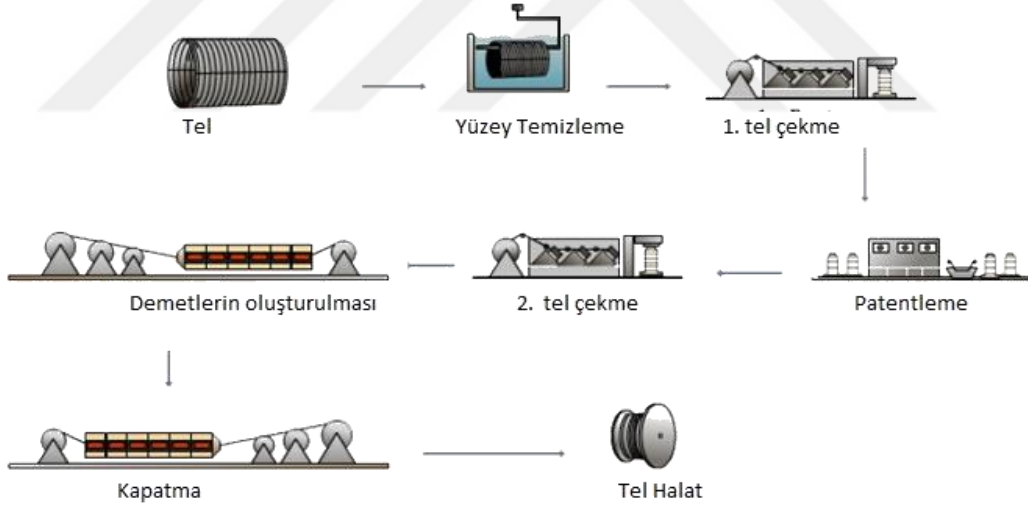 Tel
Yüzey Temizleme
1. tel çekme
Patentleme
2. tel çekme
Demetlerin oluşturulması
Kapatma
Tel Halat